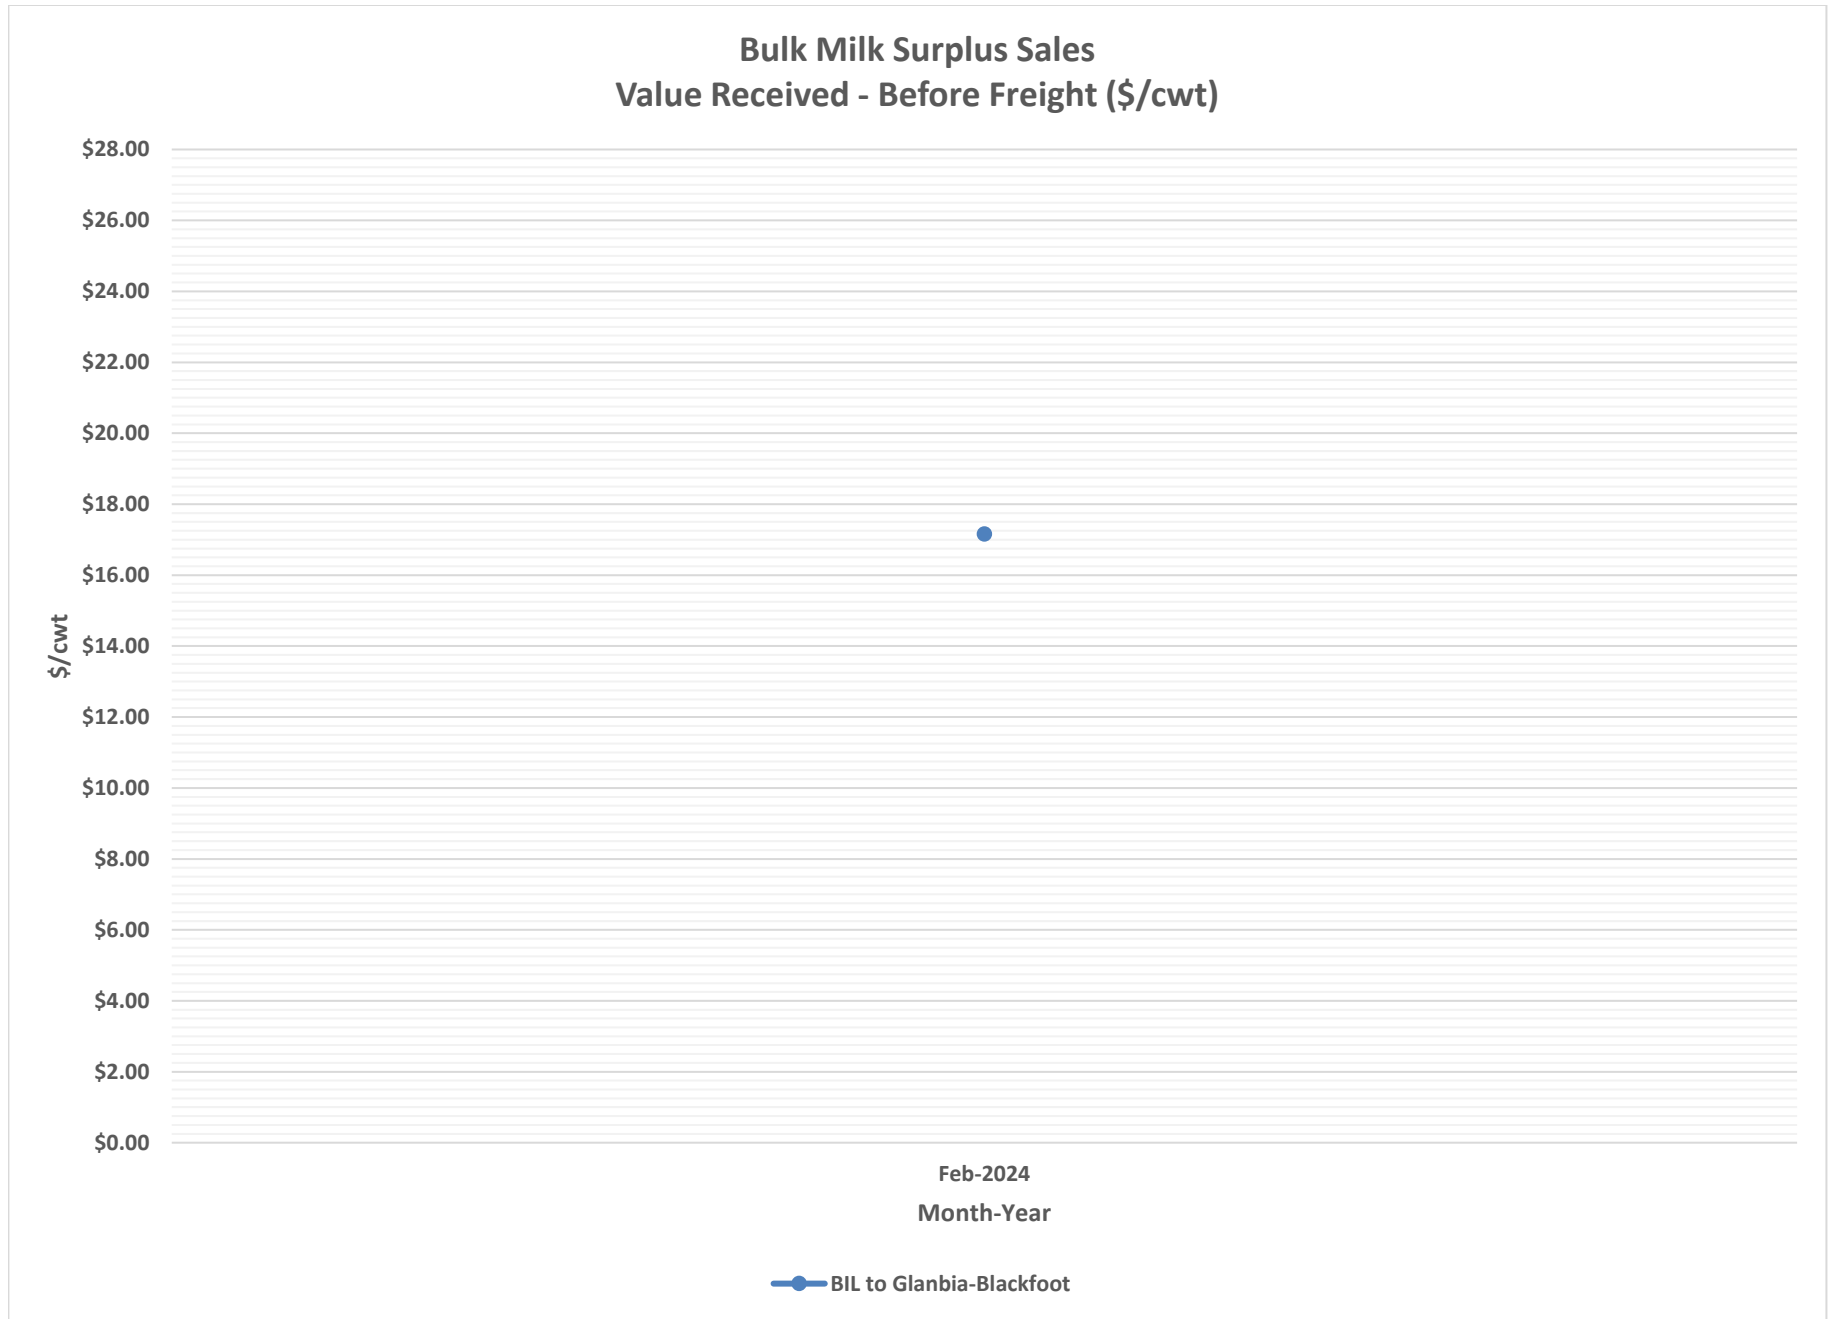 Bulk Milk Surplus Sales
Value Received - Before Freight ($/cwt)
$28.00
$26.00
$24.00
$22.00
$20.00
$18.00
$16.00
$14.00
$12.00
$10.00
$8.00
$6.00
$4.00
$2.00
$0.00
$/cwt
Feb-2024
Month-Year
BIL to Glanbia-Blackfoot